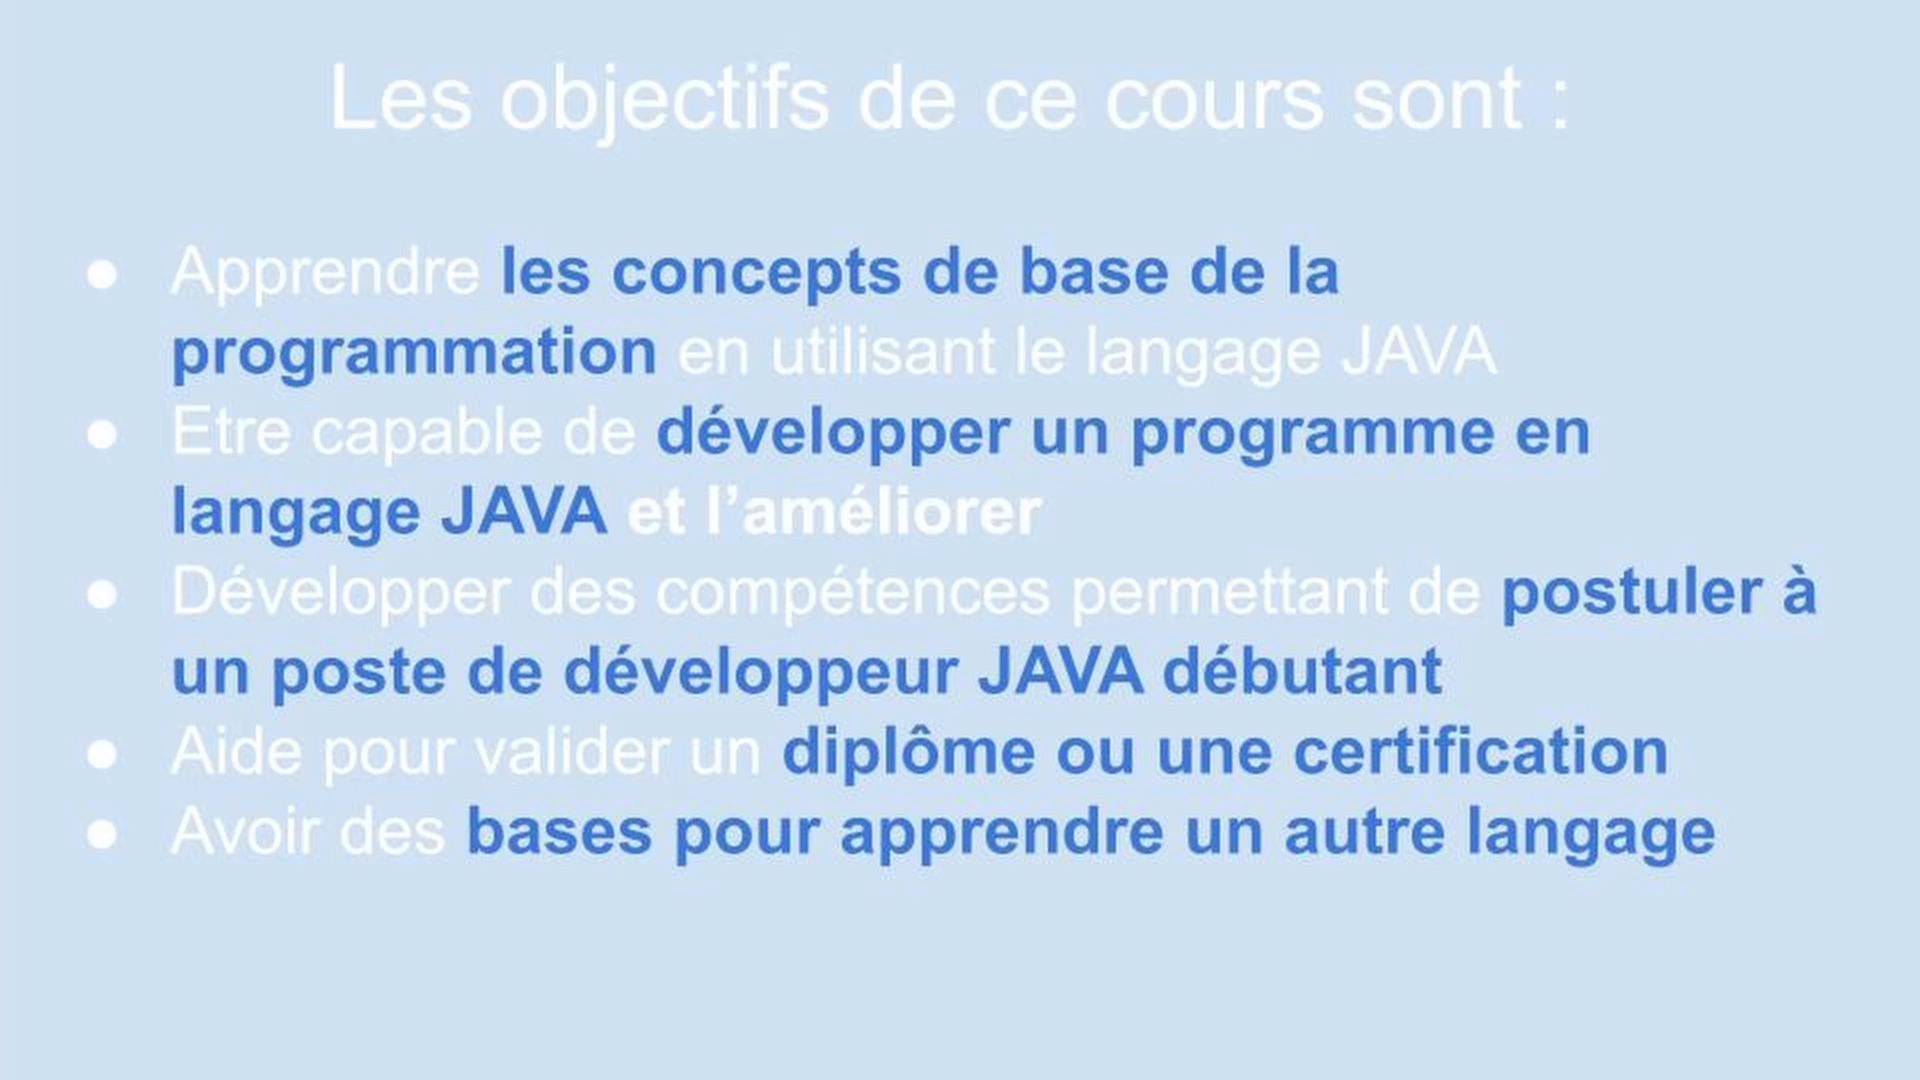 Les objectifs de ce cours sont :
● Apprendre les concepts de base de la
programmation en utilisant le langage JAVA
● Etre capable de développer un programme en
langage JAVA et l’améliorer
● Développer des compétences permettant de postuler à
un poste de développeur JAVA débutant
● Aide pour valider un diplôme ou une certification
● Avoir des bases pour apprendre un autre langage